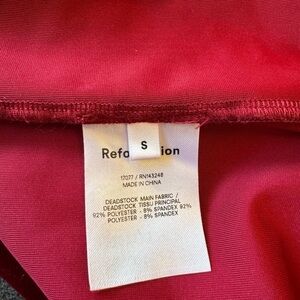 S
Refo ion
17077 / RN143248
MADE IN CHINA
DEADSTOCK MAIN FABRIC /
DEADSTOCK TISSU PRINCIPAL
92% POLYESTER - 8% SPANDEX 92%
POLYESTER - 8% SPANDEX